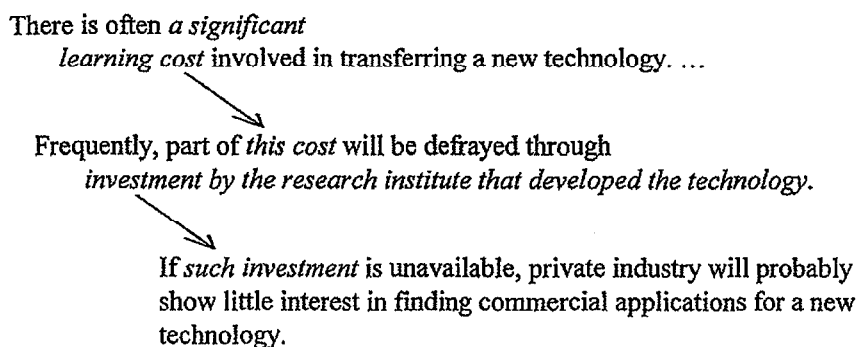 There is often a significant
learning cost involved in transferring a new technology. ...
Frequently, part of this cost will be defrayed through
investment by the research institute that developed the technology.
If such investment is unavailable, private industry will probably
show little interest in finding commercial applications for a new
technology.